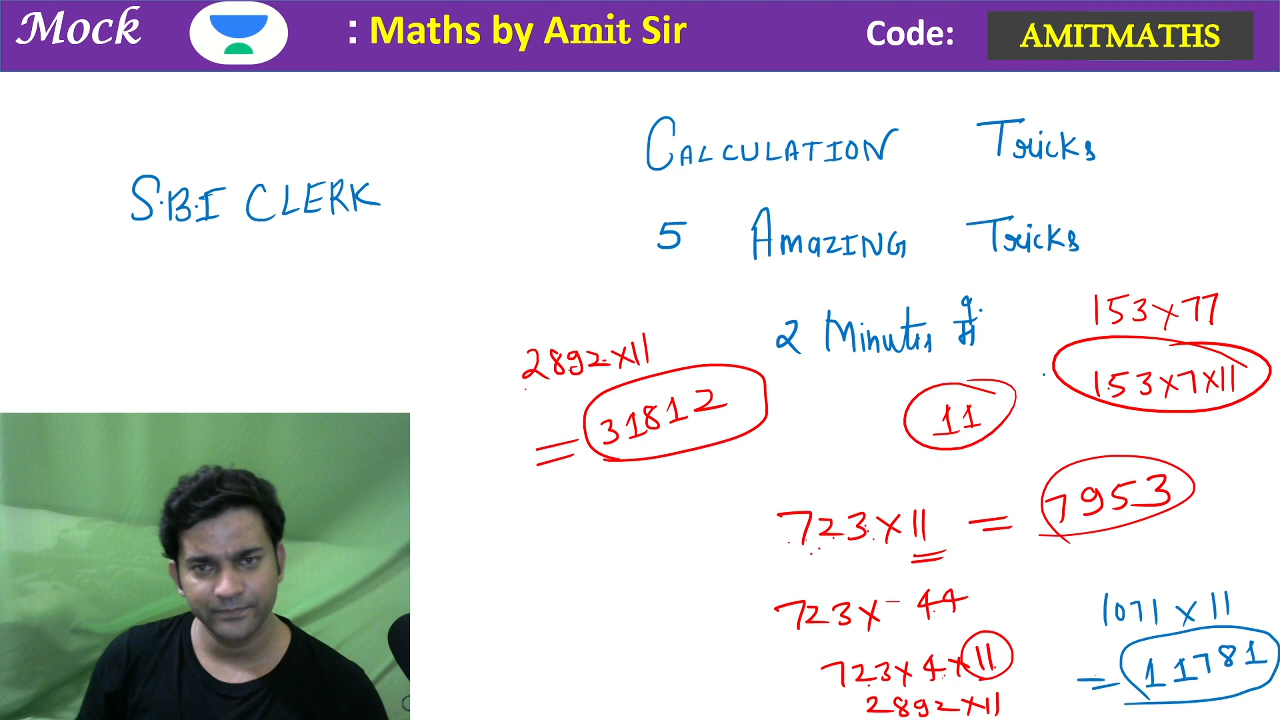 Mock : Maths by Amit Sir Code: AMITMATHS
CALCULATION Tricks
S.B.I CLERK
5 AMAZING Tricks
2 Minutes
153×77
153×7×11
2892×11
= 31812
11
723×11 = 7953
723×44
723×4×11
2892×11
1071×11
= 11781